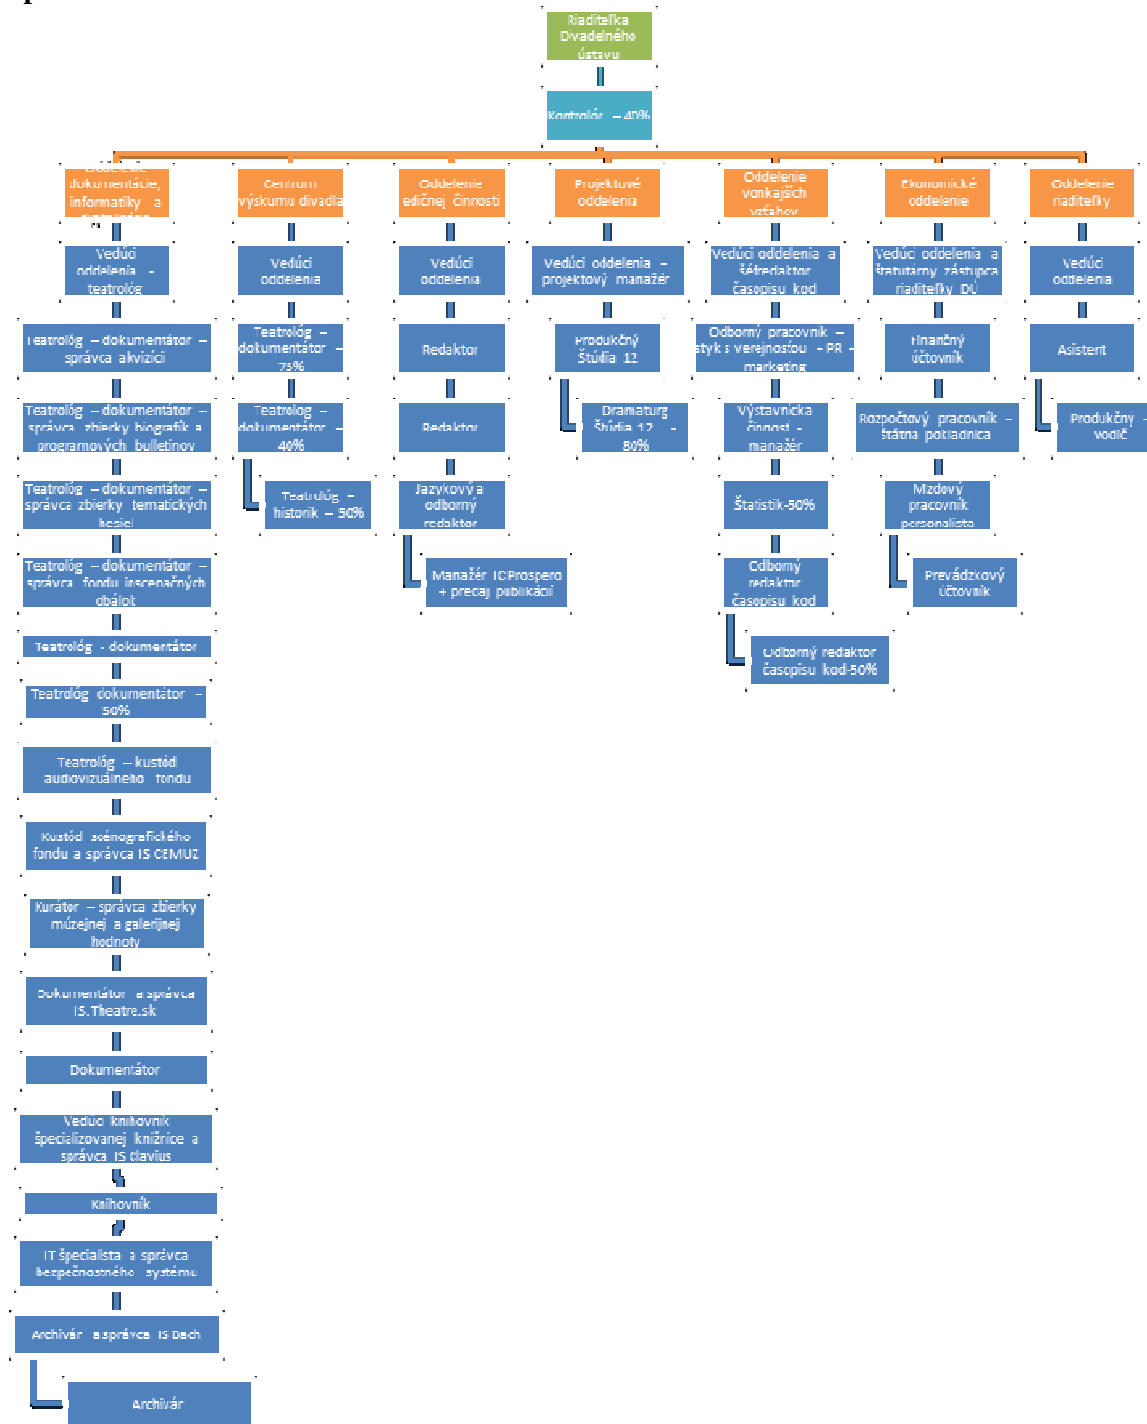 Riaditeľka
Divadelného
ústavu
Kontrolór – 40%
Oddelenie
dokumentácie,
informatiky a
Centrum
výskumu divadla
Oddelenie
edičnej činnosti
Projektové
oddelenia
Oddelenie
vonkajších
vzťahov
Ekonomické
oddelenie
Oddelenie
riaditeľky
Vedúci
oddelenia -
teatrológ
Vedúci
oddelenia
Vedúci
oddelenia
Vedúci oddelenia –
projektový manažér
Vedúci oddelenia a
šéfredaktor
časopisu kod
Vedúci oddelenia a
štatutárny zástupca
riaditeľky DÚ
Vedúci
oddelenia
Teatrológ – dokumentátor –
správca akvizícií
Teatrológ –
dokumentátor –
75%
Redaktor
Produkčný
Štúdia 12
Odborný pracovník –
styk s verejnosťou - PR -
marketing
Finančný
účtovník
Asistent
Teatrológ – dokumentátor –
správca zbierky biografik a
programových bulletinov
Teatrológ –
dokumentátor –
40%
Redaktor
Dramaturg
Štúdia 12 -
80%
Výstavnícka
činnosť -
manažér
Rozpočtový pracovník –
štátna pokladnica
Produkčný -
vodič
Teatrológ – dokumentátor –
správca zbierky tematických
hesiel
Teatrológ –
historik – 50%
Jazykový a
odborný
redaktor
Štatistik-50%
Mzdový
pracovník
personalista
Teatrológ – dokumentátor –
správca fondu inscenačných
obálok
Manažér IC Prospero
+ predaj publikácií
Odborný
redaktor
časopisu kod
Prevádzkový
účtovník
Teatrológ - dokumentátor
Odborný redaktor
časopisu kod-50%
Teatrológ dokumentátor –
50%
Teatrológ – kustód
audiovizuálneho fondu
Kustód scénografického
fondu a správca IS CEMUZ
Kurátor – správca zbierky
múzejnej a galerijnej
hodnoty
Dokumentátor a správca
IS.Theatre.sk
Dokumentátor
Vedúci knihovník
špecializovanej knižnice a
správca IS Clavius
Knihovník
IT špecialista a správca
bezpečnostného systému
Archivár a správca IS Bach
Archivár